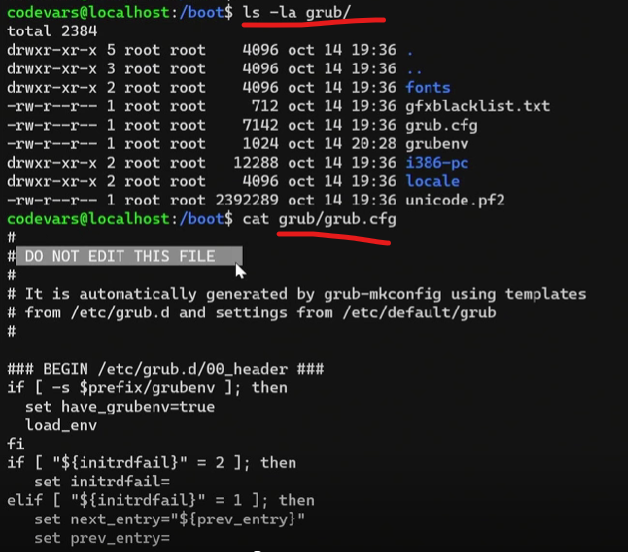 codevars@localhost:/boot$ ls -la grub/
total 2384
drwxr-xr-x 5 root root    4096 oct 14 19:36 .
drwxr-xr-x 3 root root    4096 oct 14 19:36 ..
drwxr-xr-x 2 root root    4096 oct 14 19:36 fonts
-rw-r--r-- 1 root root     712 oct 14 19:36 gfxblacklist.txt
-rw-r--r-- 1 root root    7142 oct 14 19:36 grub.cfg
-rw-r--r-- 1 root root    1024 oct 14 20:28 grubenv
drwxr-xr-x 2 root root   12288 oct 14 19:36 i386-pc
drwxr-xr-x 2 root root    4096 oct 14 19:36 locale
-rw-r--r-- 1 root root 2392289 oct 14 19:36 unicode.pf2
codevars@localhost:/boot$ cat grub/grub.cfg
#
# DO NOT EDIT THIS FILE
#
# It is automatically generated by grub-mkconfig using templates
# from /etc/grub.d and settings from /etc/default/grub
#

### BEGIN /etc/grub.d/00_header ###
if [ -s $prefix/grubenv ]; then
  set have_grubenv=true
  load_env
fi
if [ "${initrdfail}" = 2 ]; then
   set initrdfail=
elif [ "${initrdfail}" = 1 ]; then
   set next_entry="${prev_entry}"
   set prev_entry=